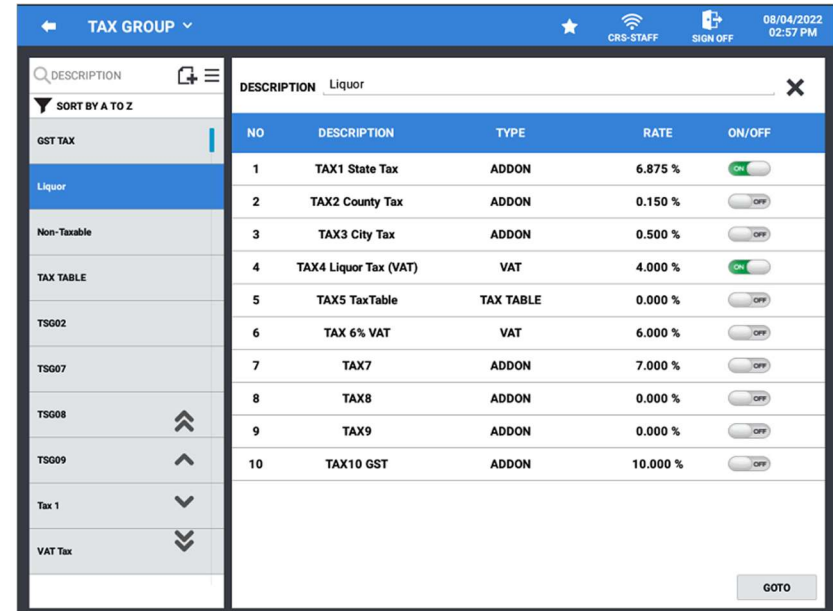 TAX GROUP
CRS-STAFF
SIGN OFF
08/04/2022
02:57 PM
DESCRIPTION
SORT BY A TO Z
GST TAX
Liquor
Non-Taxable
TAX TABLE
TSG02
TSG07
TSG08
TSG09
Tax 1
VAT Tax
DESCRIPTION Liquor
NO DESCRIPTION TYPE RATE ON/OFF
1 TAX1 State Tax ADDON 6.875 % ON
2 TAX2 County Tax ADDON 0.150 % OFF
3 TAX3 City Tax ADDON 0.500 % OFF
4 TAX4 Liquor Tax (VAT) VAT 4.000 % ON
5 TAX5 TaxTable TAX TABLE 0.000 % OFF
6 TAX 6% VAT VAT 6.000 % OFF
7 TAX7 ADDON 7.000 % OFF
8 TAX8 ADDON 0.000 % OFF
9 TAX9 ADDON 0.000 % OFF
10 TAX10 GST ADDON 10.000 % OFF
GOTO